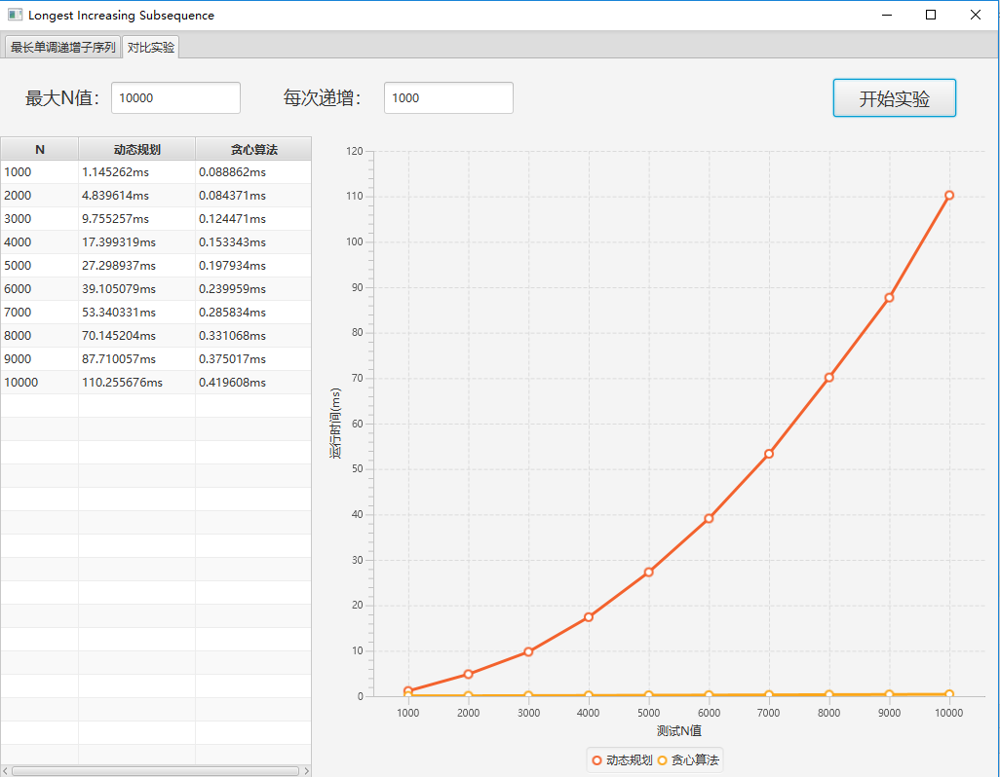 Longest Increasing Subsequence
最长单调递增子序列 对比实验
最大N值： 10000 每次递增： 1000 开始实验
N 动态规划 贪心算法
1000 1.145262ms 0.088862ms
2000 4.839614ms 0.084371ms
3000 9.755257ms 0.124471ms
4000 17.399319ms 0.153343ms
5000 27.298937ms 0.197934ms
6000 39.105079ms 0.239959ms
7000 53.340331ms 0.285834ms
8000 70.145204ms 0.331068ms
9000 87.710057ms 0.375017ms
10000 110.255676ms 0.419608ms
120
110
100
90
80
70
60
50
40
30
20
10
0
运行时间(ms)
1000 2000 3000 4000 5000 6000 7000 8000 9000 10000
测试N值
动态规划 贪心算法